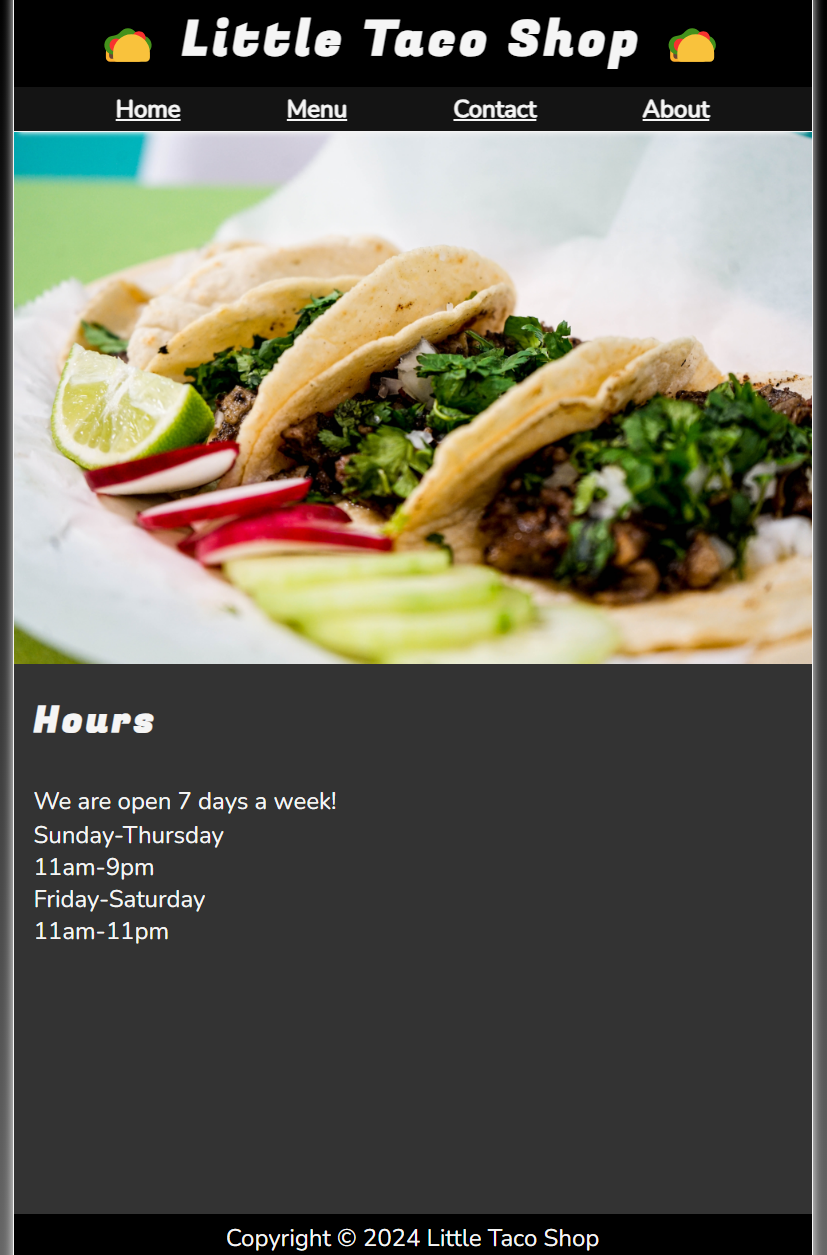 Little Taco Shop
Home Menu Contact About
Hours
We are open 7 days a week!
Sunday-Thursday
11am-9pm
Friday-Saturday
11am-11pm
Copyright © 2024 Little Taco Shop